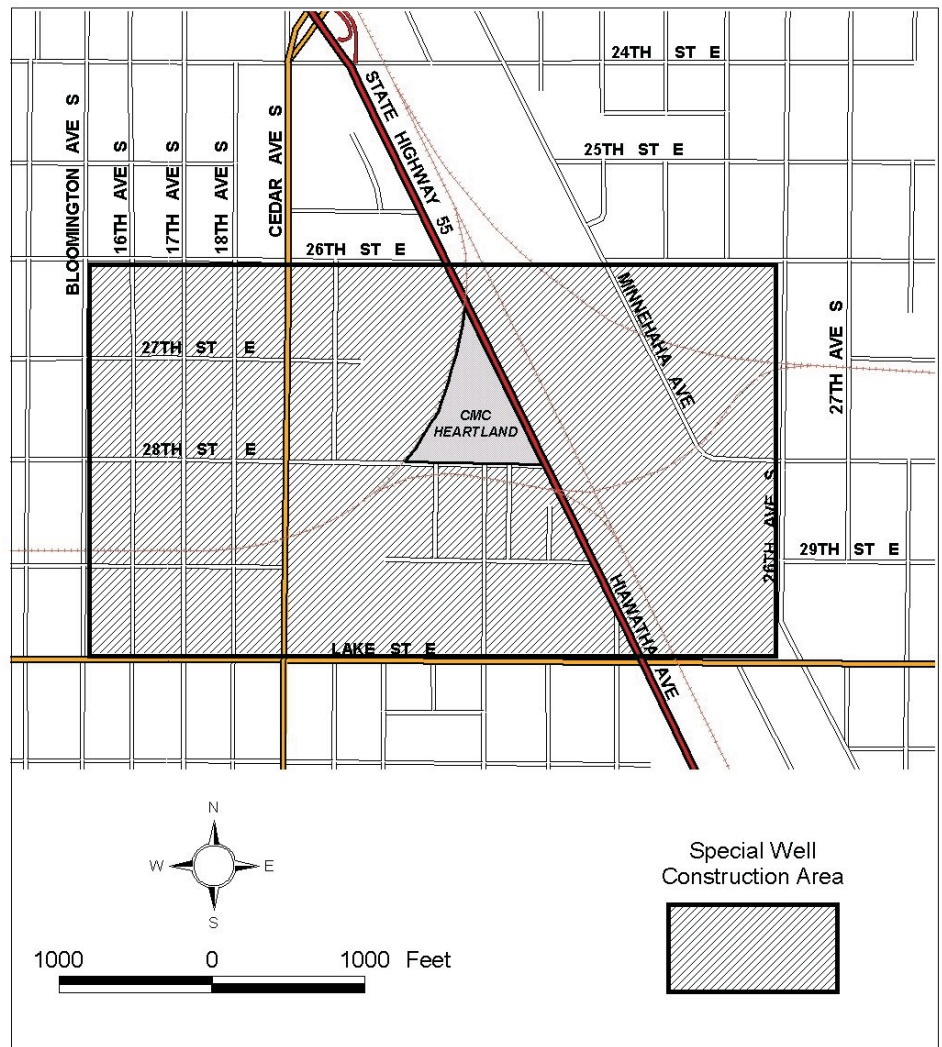 24TH ST E
STATE HIGHWAY 55
BLOOMINGTON AVE S
16TH AVE S
17TH AVE S
18TH AVE S
CEDAR AVE S
25TH ST E
26TH ST E
MINNEHAHA AVE
27TH AVE S
27TH ST E
CMC
HEARTLAND
28TH ST E
26TH AVE S
29TH ST E
HIAWATHA AVE
LAKE ST E
N
W
E
S
Special Well
Construction Area
1000 0 1000 Feet